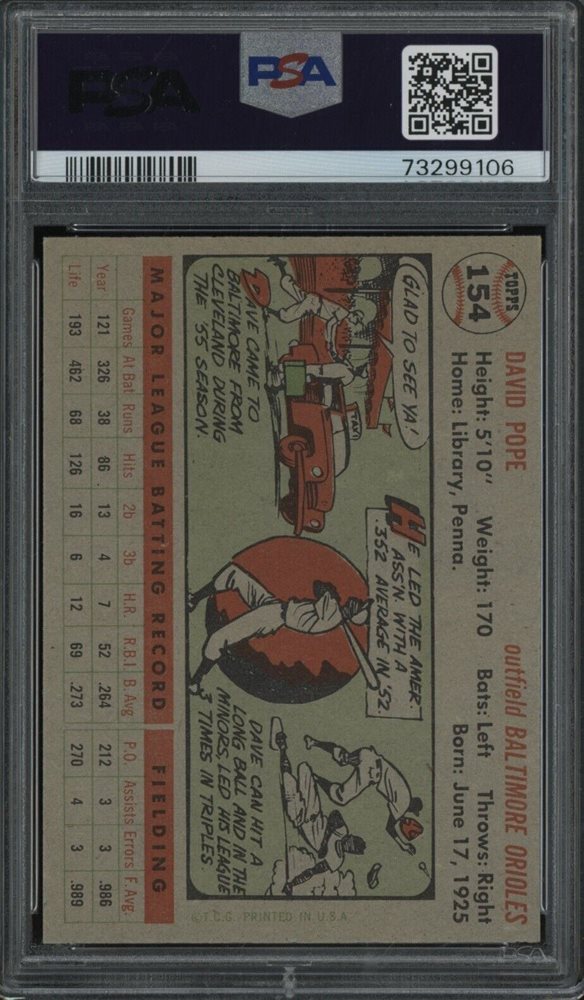 PSA
PSA
73299106
TOPPS
154
DAVID POPE
outfield BALTIMORE ORIOLES
Height: 5'10" Weight: 170 Bats: Left Throws: Right
Home: Library, Penna. Born: June 17, 1925
GLAD TO SEE YA!
TAXI
DAVE CAME TO
BALTIMORE FROM
CLEVELAND DURING
THE '55 SEASON.
HE LED THE AMER.
ASS'N WITH A
.352 AVERAGE IN '52.
DAVE CAN HIT A
LONG BALL AND IN THE
MINORS, LED HIS LEAGUE
3 TIMES IN TRIPLES.
MAJOR LEAGUE BATTING RECORD FIELDING
Games At Bat Runs Hits 2b 3b H.R. R.B.I B. Avg. P.O. Assists Errors F. Avg.
Year 121 326 38 86 13 4 7 52 .264 212 3 3 .986
Life 193 462 68 126 16 6 12 69 .273 270 4 3 .989
©T.C.G. PRINTED IN U.S.A.
PSA